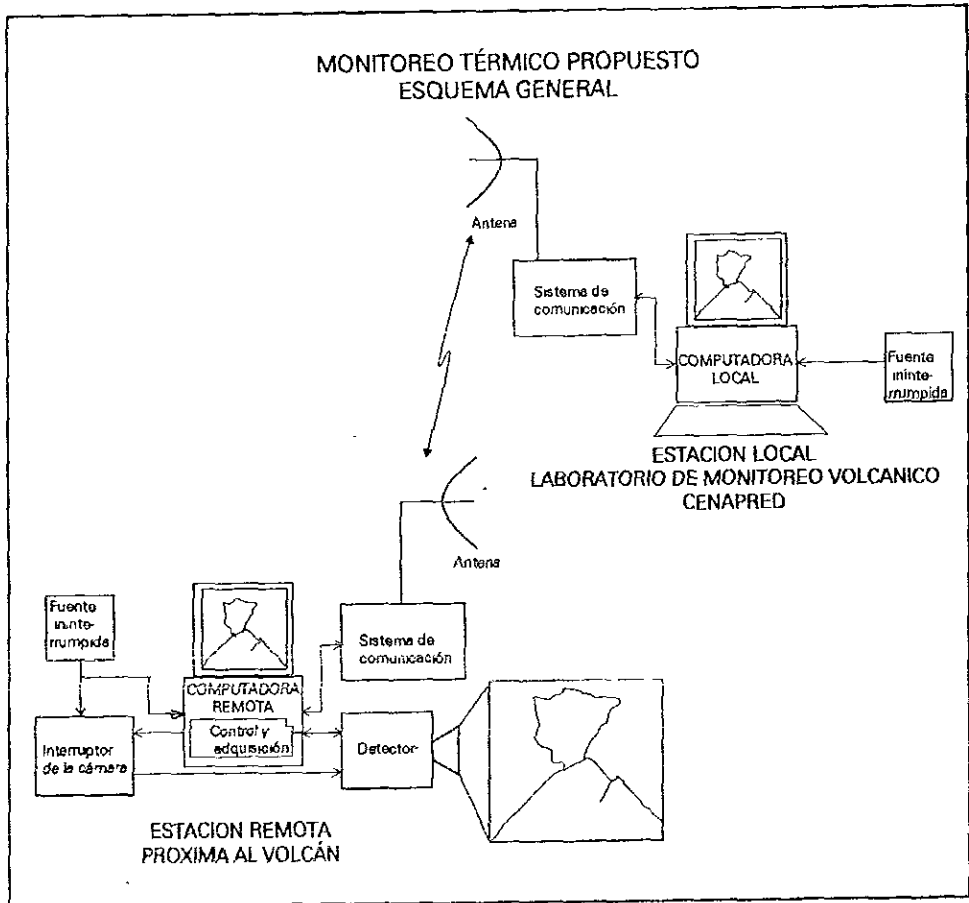 MONITOREO TÉRMICO PROPUESTO
ESQUEMA GENERAL
Antena
Sistema de
comunicación
COMPUTADORA
LOCAL
Fuente
ininte-
rrumpida
ESTACION LOCAL
LABORATORIO DE MONITOREO VOLCANICO
CENAPRED
Antena
Fuente
ininte-
rrumpida
COMPUTADORA
REMOTA
Control y
adquisición
Sistema de
comunicación
Interruptor
de la cámara
Detector
ESTACION REMOTA
PROXIMA AL VOLCÁN